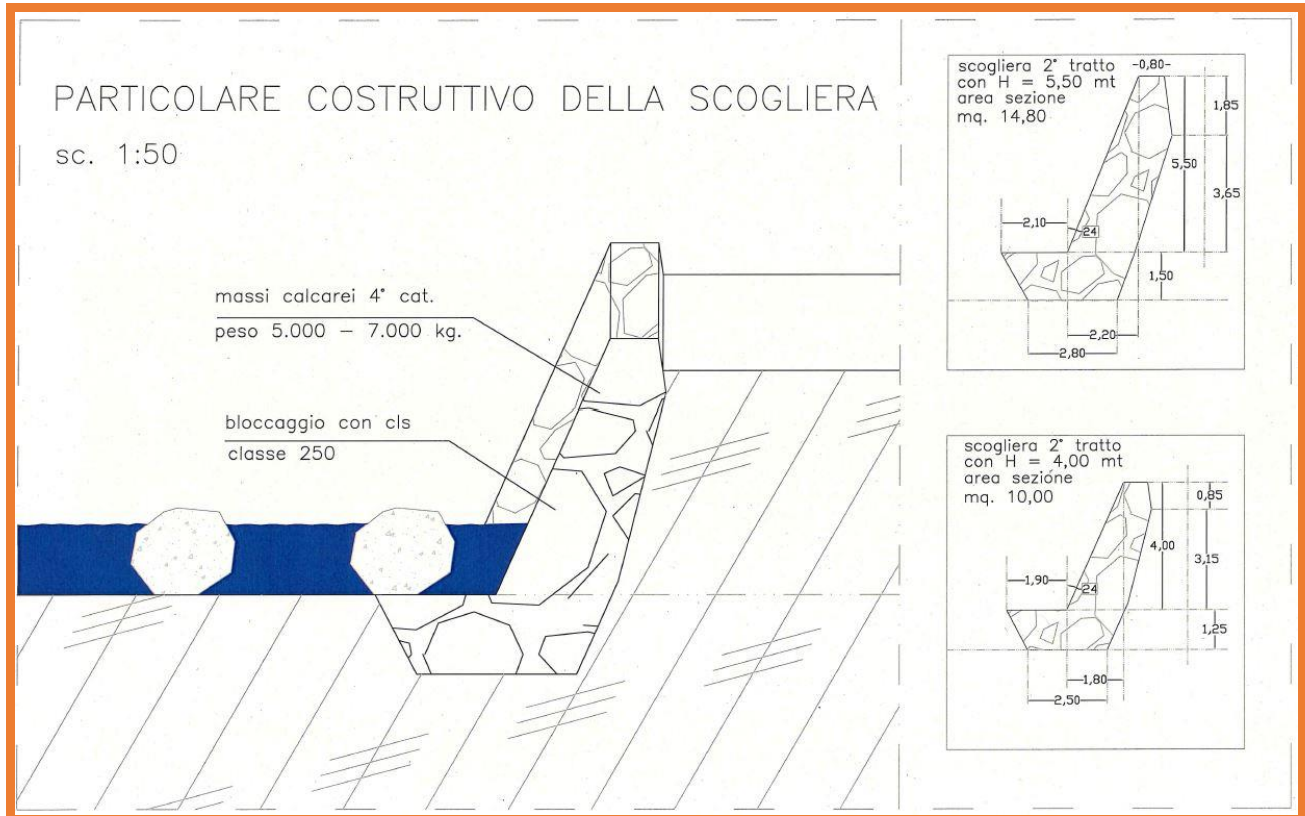 PARTICOLARE COSTRUTTIVO DELLA SCOGLIERA
sc. 1:50
massi calcarei 4° cat.
peso 5.000 – 7.000 kg.
bloccaggio con cls
classe 250
scogliera 2° tratto
con H = 5,50 mt
area sezione
mq. 14,80
-0,80-
1,85
5,50
3,65
2,10
24
1,50
2,20
2,80
scogliera 2° tratto
con H = 4,00 mt
area sezione
mq. 10,00
0,85
4,00
3,15
1,90
24
1,25
1,80
2,50